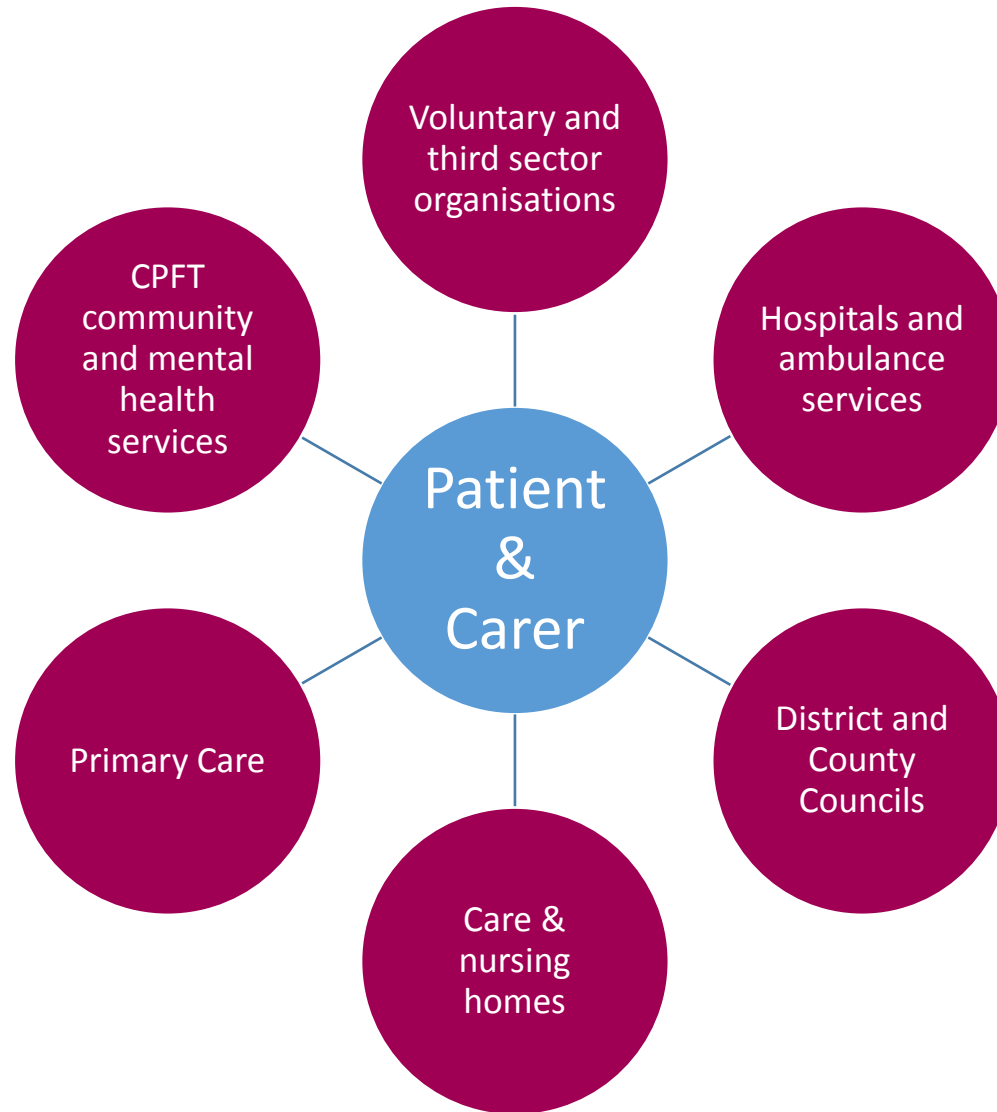 Voluntary and
third sector
organisations
CPFT
community
and mental
health
services
Hospitals and
ambulance
services
Patient
&
Carer
Primary Care
District and
County
Councils
Care &
nursing
homes